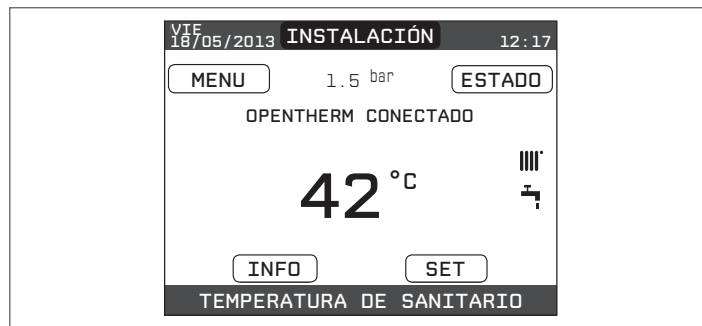 VIE
18/05/2013 INSTALACIÓN 12:17
MENU 1.5 bar ESTADO
OPENTHERM CONECTADO
42 °C
INFO SET
TEMPERATURA DE SANITARIO